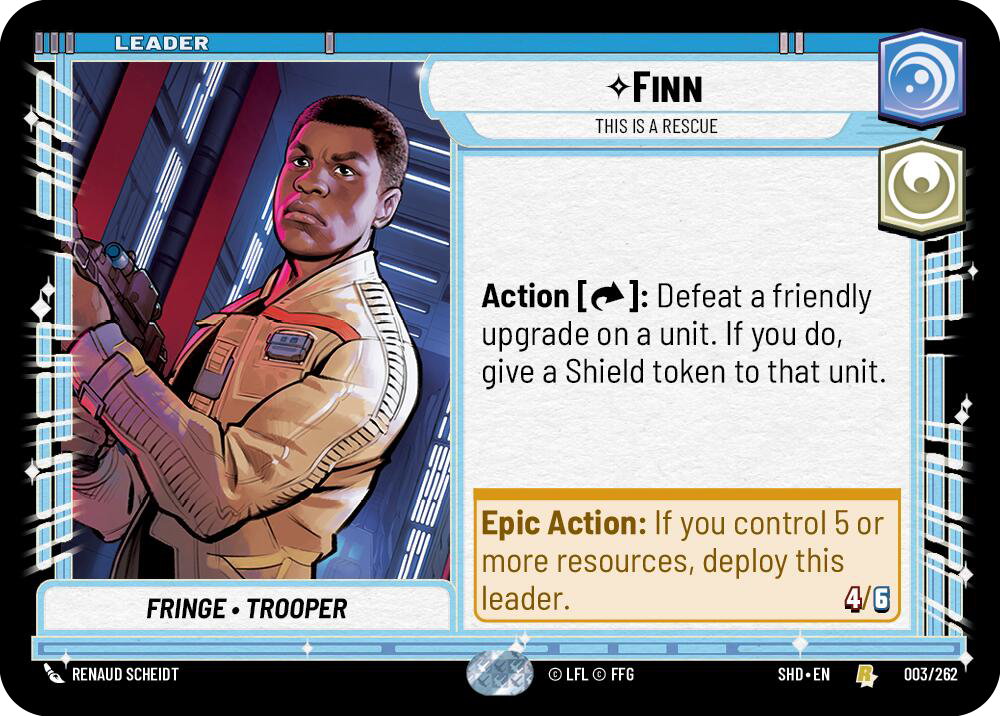 LEADER
FINN
THIS IS A RESCUE
Action [ ]: Defeat a friendly
upgrade on a unit. If you do,
give a Shield token to that unit.
Epic Action: If you control 5 or
more resources, deploy this
leader.
4/6
FRINGE • TROOPER
RENAUD SCHEIDT
© LFL © FFG
SHD•EN
R
003/262